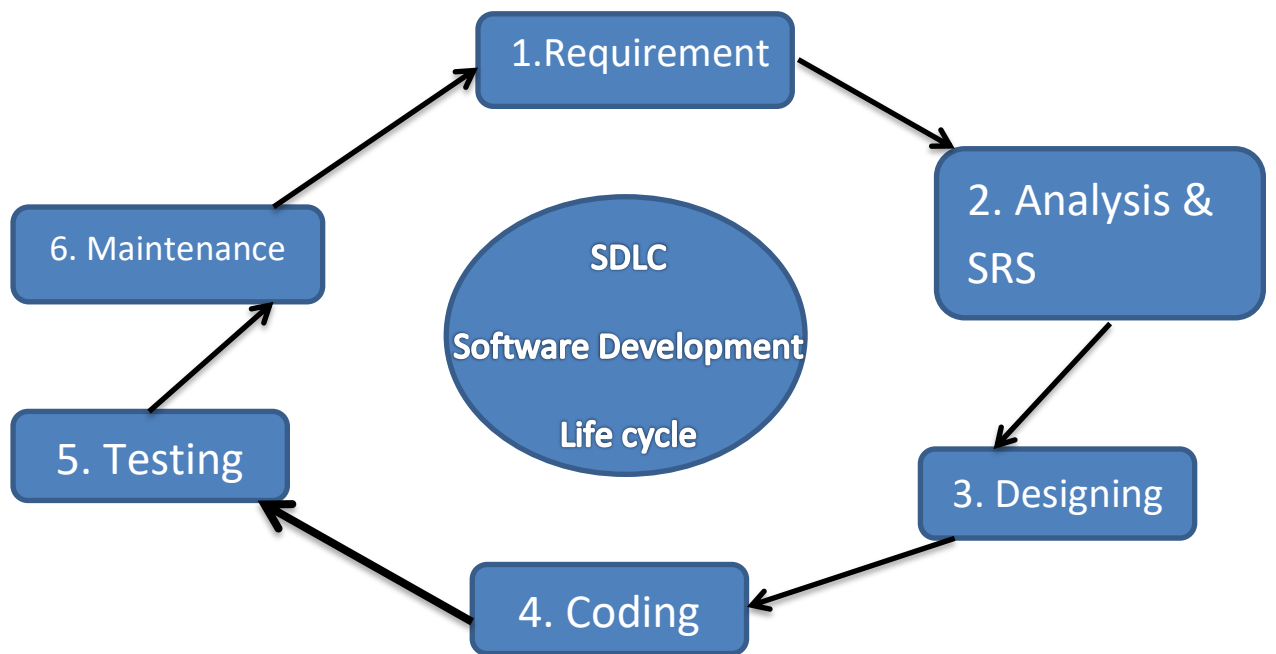 1.Requirement
2. Analysis &
SRS
3. Designing
4. Coding
5. Testing
6. Maintenance
SDLC
Software Development
Life cycle